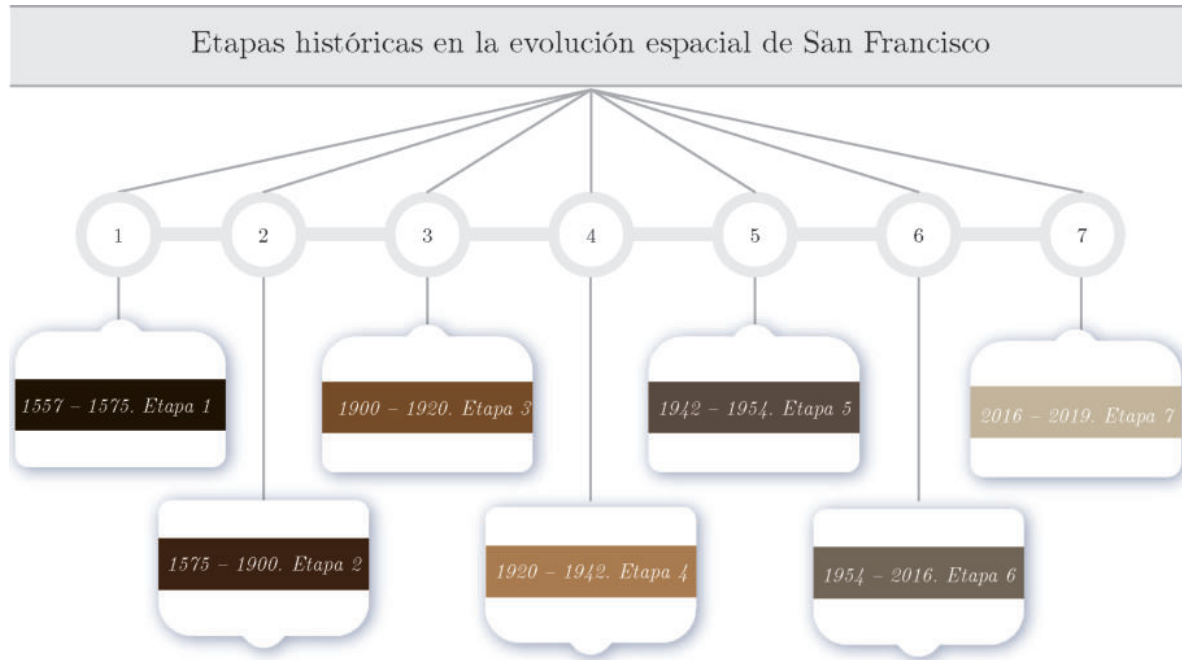 Etapas históricas en la evolución espacial de San Francisco
1
2
3
4
5
6
7
1557 – 1575. Etapa 1
1900 – 1920. Etapa 3
1942 – 1954. Etapa 5
2016 – 2019. Etapa 7
1575 – 1900. Etapa 2
1920 – 1942. Etapa 4
1954 – 2016. Etapa 6